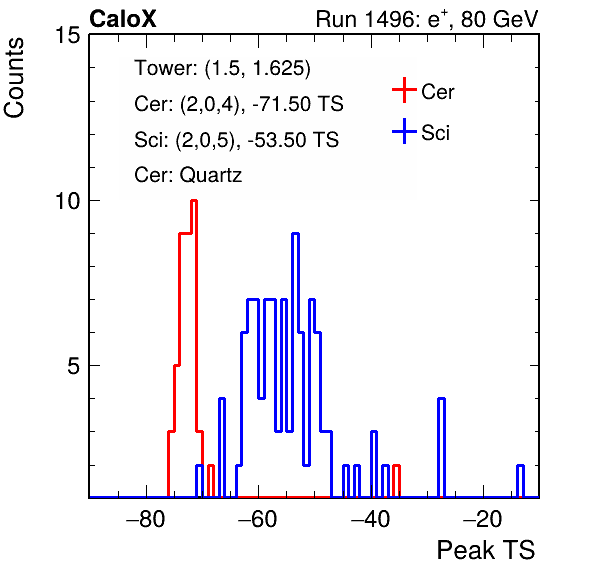 CaloX Run 1496: e⁺, 80 GeV
Counts
15
Tower: (1.5, 1.625)
Cer: (2,0,4), -71.50 TS
Sci: (2,0,5), -53.50 TS
Cer: Quartz
Cer
Sci
10
5
−80 −60 −40 −20
Peak TS